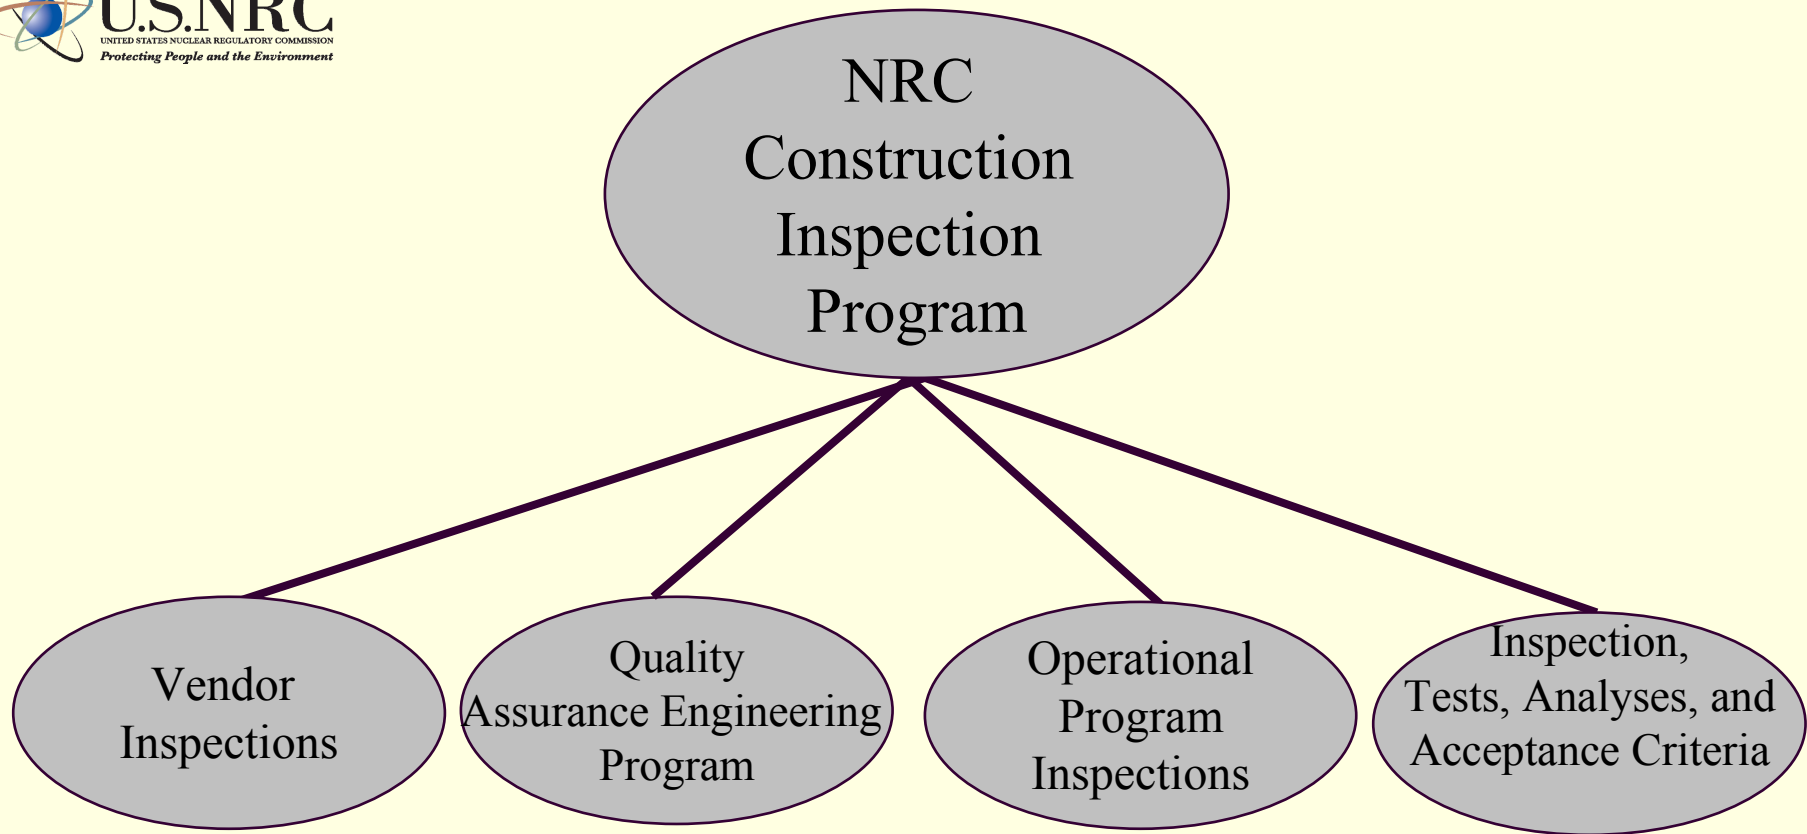 U.S.NRC
UNITED STATES NUCLEAR REGULATORY COMMISSION
Protecting People and the Environment
NRC
Construction
Inspection
Program
Vendor
Inspections
Quality
Assurance Engineering
Program
Operational
Program
Inspections
Inspection,
Tests, Analyses, and
Acceptance Criteria